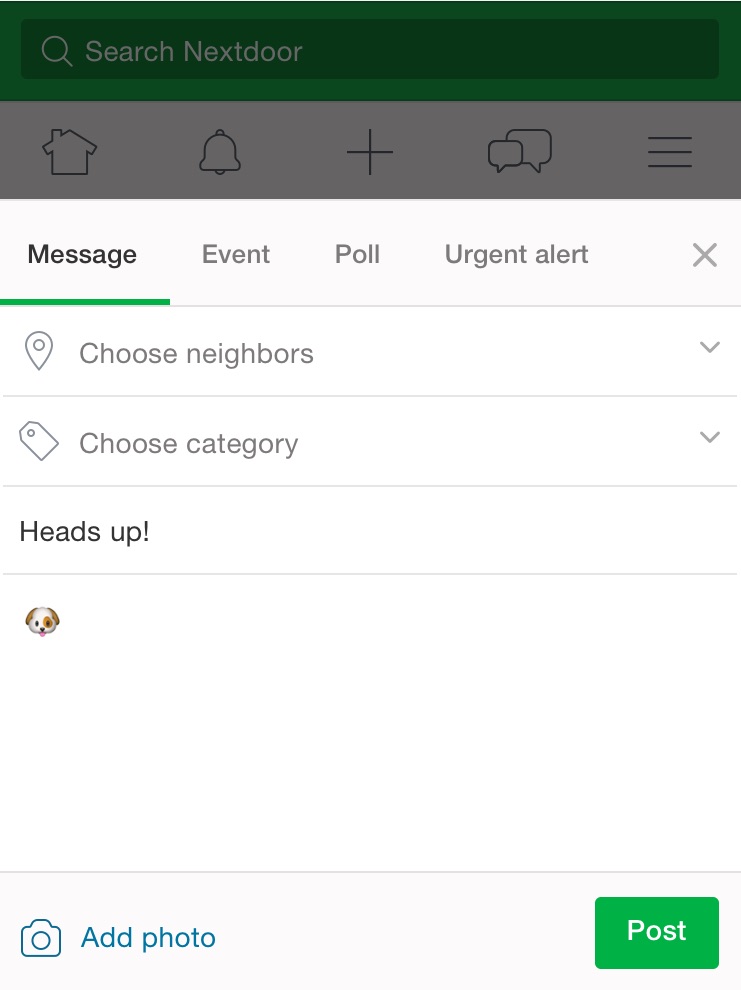 Search Nextdoor
Message Event Poll Urgent alert
Choose neighbors
Choose category
Heads up!
🐶
Add photo
Post